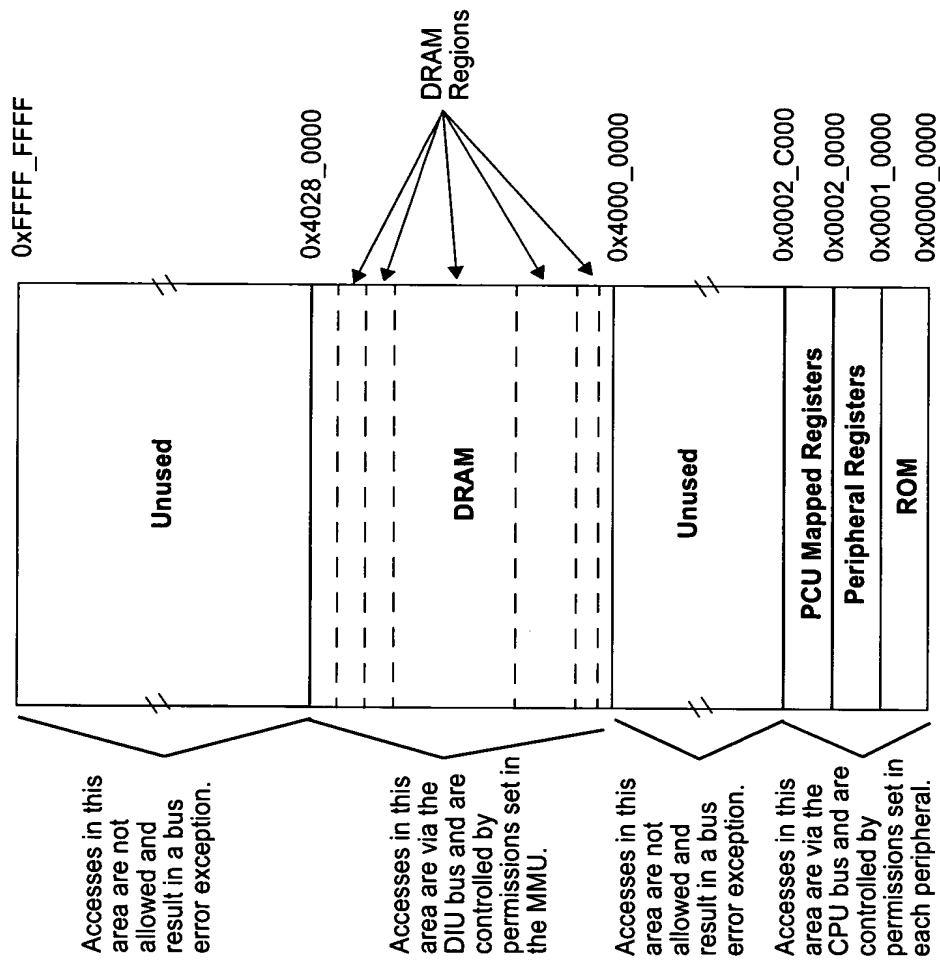 0xFFFF_FFFF
Unused
Accesses in this
area are not
allowed and
result in a bus
error exception.
0x4028_0000
DRAM
Regions
DRAM
Accesses in this
area are via the
DIU bus and are
controlled by
permissions set in
the MMU.
0x4000_0000
Unused
Accesses in this
area are not
allowed and
result in a bus
error exception.
0x0002_C000
PCU Mapped Registers
0x0002_0000
Peripheral Registers
0x0001_0000
ROM
0x0000_0000
Accesses in this
area are via the
CPU bus and are
controlled by
permissions set in
each peripheral.